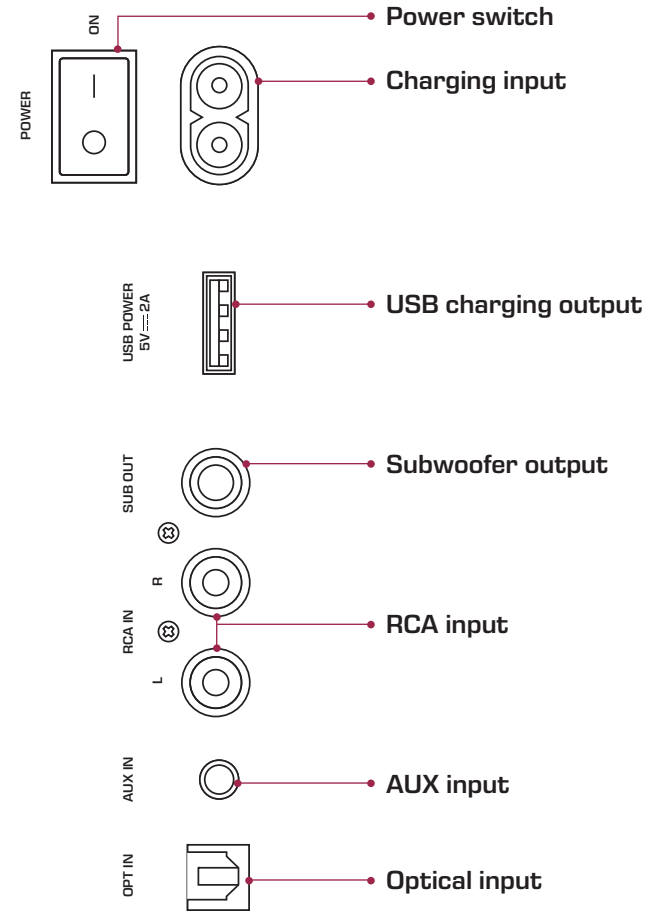 ON
Power switch
Charging input
POWER
USB POWER
5V 2A
USB charging output
SUB OUT
Subwoofer output
R
RCA IN
L
RCA input
AUX IN
AUX input
OPT IN
Optical input